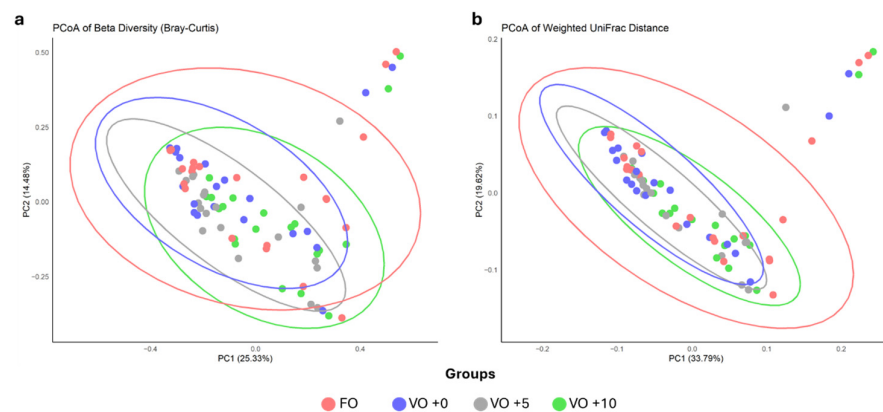 a
PCoA of Beta Diversity (Bray-Curtis)
0.50
0.25
0.00
−0.25
PC2 (14.48%)
−0.4
0.0
0.4
PC1 (25.33%)
b
PCoA of Weighted UniFrac Distance
0.2
0.1
0.0
−0.1
PC2 (19.62%)
−0.2
−0.1
0.0
0.1
0.2
PC1 (33.79%)
Groups
FO VO +0 VO +5 VO +10